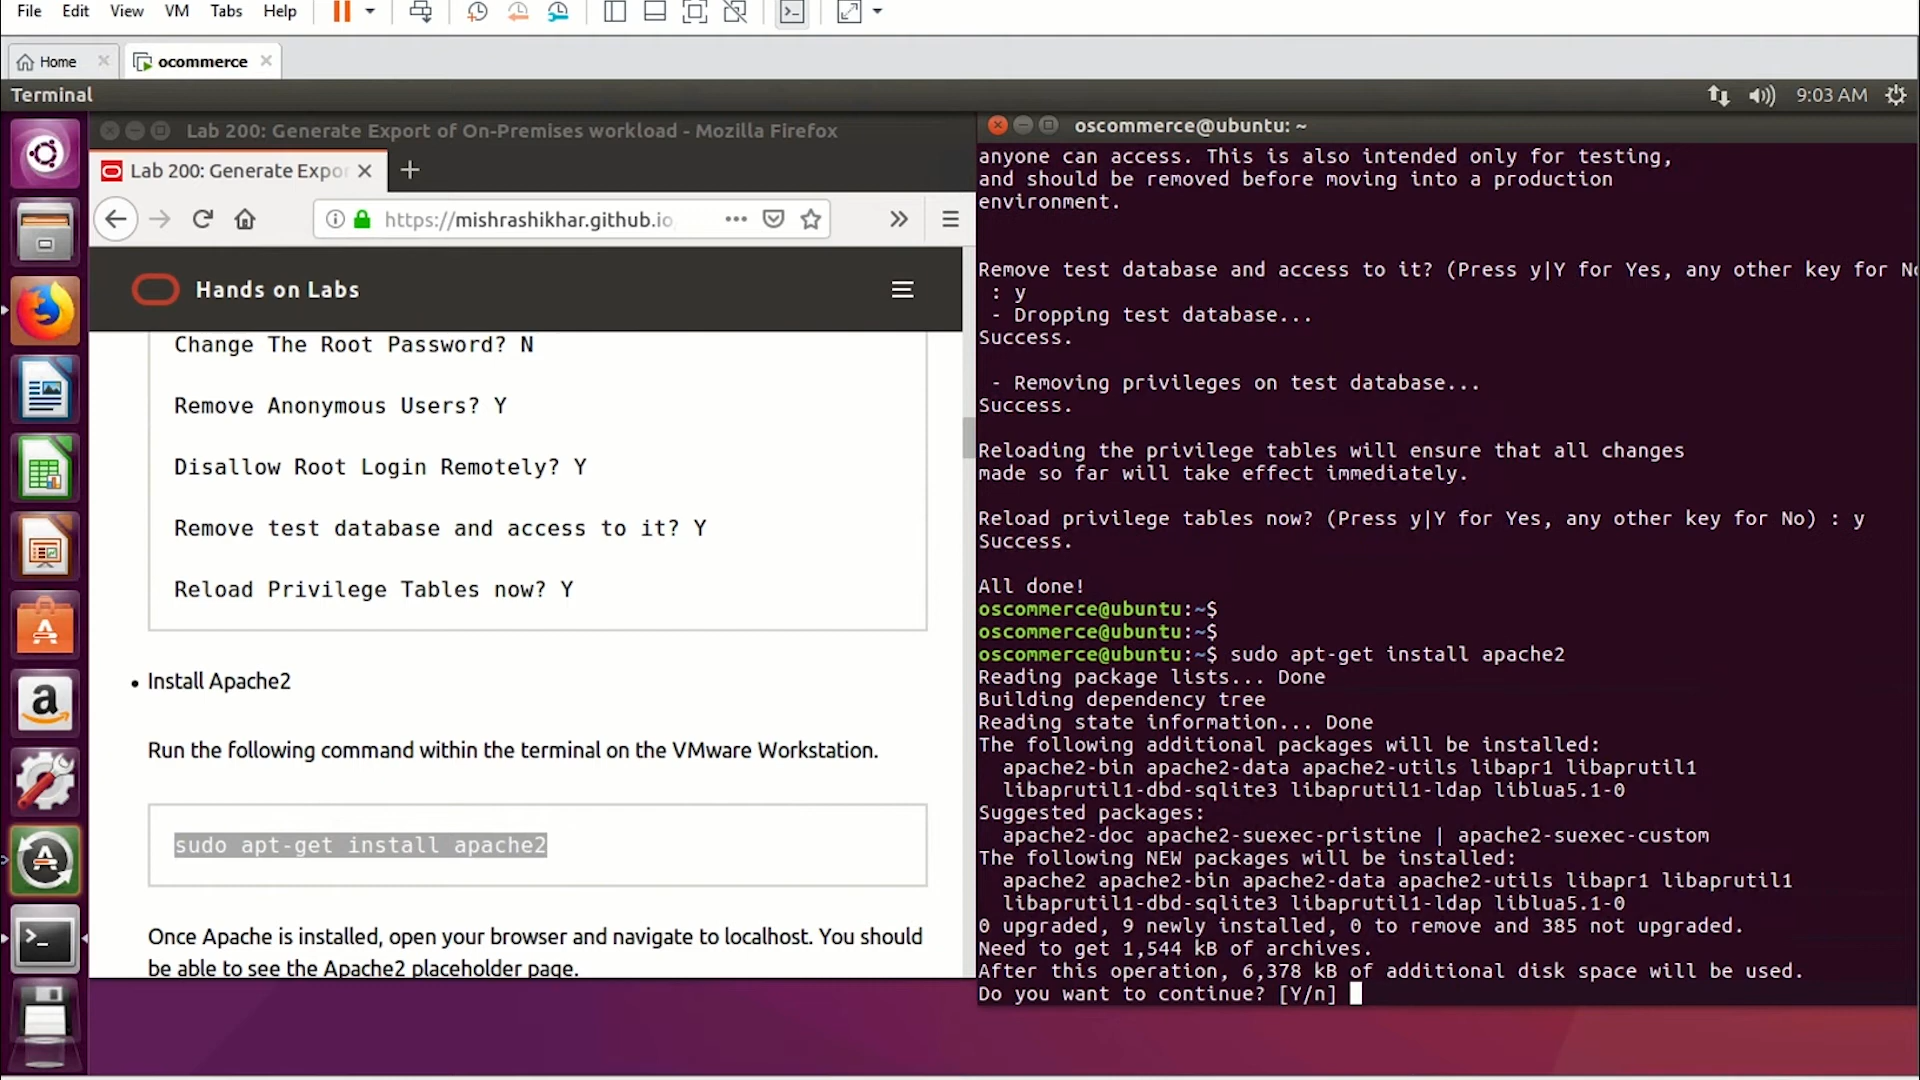 File Edit View VM Tabs Help
Home
ocommerce
Terminal
9:03 AM
Lab 200: Generate Export of On-Premises workload - Mozilla Firefox
Lab 200: Generate Expor
https://mishrashikhar.github.io
Hands on Labs
Change The Root Password? N
Remove Anonymous Users? Y
Disallow Root Login Remotely? Y
Remove test database and access to it? Y
Reload Privilege Tables now? Y
• Install Apache2
Run the following command within the terminal on the VMware Workstation.
sudo apt-get install apache2
Once Apache is installed, open your browser and navigate to localhost. You should
be able to see the Apache2 placeholder page.
oscommerce@ubuntu: ~
anyone can access. This is also intended only for testing,
and should be removed before moving into a production
environment.
Remove test database and access to it? (Press y|Y for Yes, any other key for No
: y
- Dropping test database...
Success.
- Removing privileges on test database...
Success.
Reloading the privilege tables will ensure that all changes
made so far will take effect immediately.
Reload privilege tables now? (Press y|Y for Yes, any other key for No) : y
Success.
All done!
oscommerce@ubuntu:~$
oscommerce@ubuntu:~$
oscommerce@ubuntu:~$ sudo apt-get install apache2
Reading package lists... Done
Building dependency tree
Reading state information... Done
The following additional packages will be installed:
apache2-bin apache2-data apache2-utils libapr1 libaprutil1
libaprutil1-dbd-sqlite3 libaprutil1-ldap liblua5.1-0
Suggested packages:
apache2-doc apache2-suexec-pristine | apache2-suexec-custom
The following NEW packages will be installed:
apache2 apache2-bin apache2-data apache2-utils libapr1 libaprutil1
libaprutil1-dbd-sqlite3 libaprutil1-ldap liblua5.1-0
0 upgraded, 9 newly installed, 0 to remove and 385 not upgraded.
Need to get 1,544 kB of archives.
After this operation, 6,378 kB of additional disk space will be used.
Do you want to continue? [Y/n]